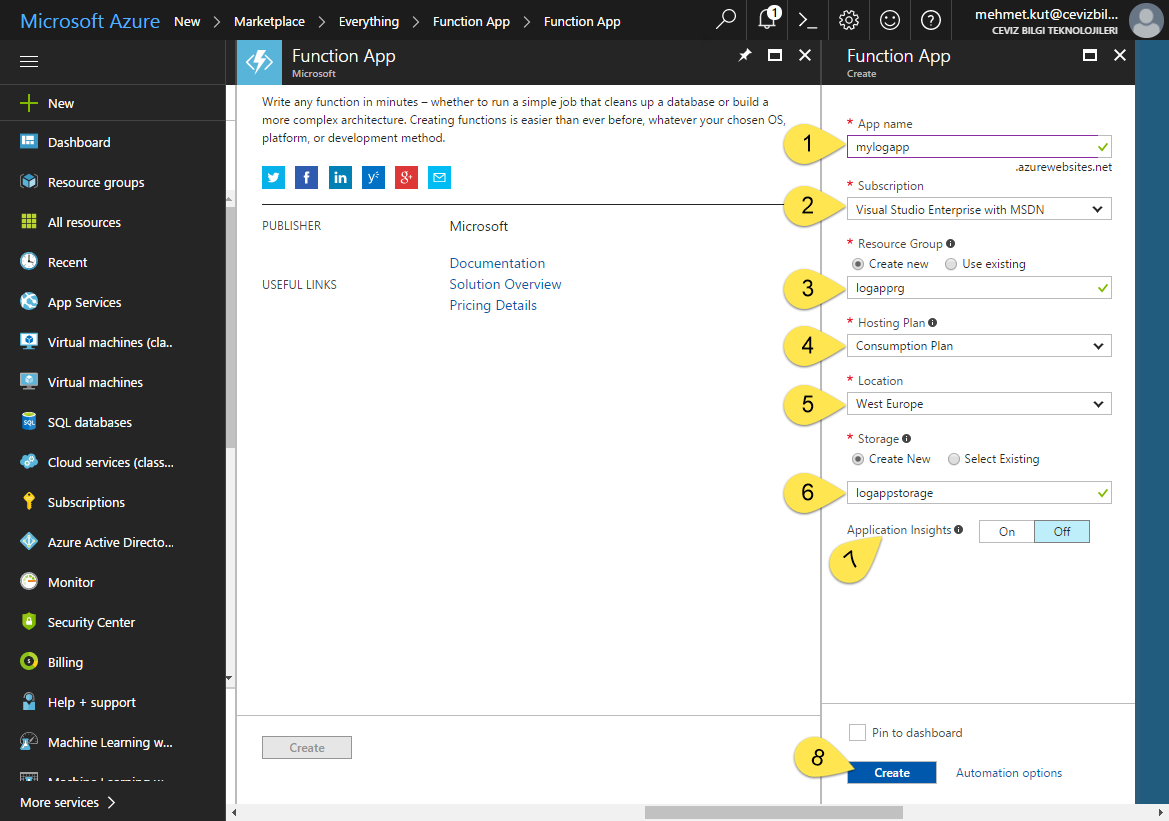 Microsoft Azure New > Marketplace > Everything > Function App > Function App
1
mehmet.kut@cevizbil...
CEVIZ BILGI TEKNOLOJILERI
New
Dashboard
Resource groups
All resources
Recent
App Services
Virtual machines (cla..
Virtual machines
SQL databases
Cloud services (class...
Subscriptions
Azure Active Directo...
Monitor
Security Center
Billing
Help + support
Machine Learning w...
Machine Learning w...
More services >
Function App
Microsoft
Write any function in minutes – whether to run a simple job that cleans up a database or build a
more complex architecture. Creating functions is easier than ever before, whatever your chosen OS,
platform, or development method.
PUBLISHER
Microsoft
USEFUL LINKS
Documentation
Solution Overview
Pricing Details
Create
Function App
Create
* App name
1
mylogapp
.azurewebsites.net
* Subscription
2
Visual Studio Enterprise with MSDN
* Resource Group
Create new Use existing
3
logapprg
* Hosting Plan
4
Consumption Plan
* Location
5
West Europe
* Storage
Create New Select Existing
6
logappstorage
Application Insights On Off
7
Pin to dashboard
8
Create Automation options